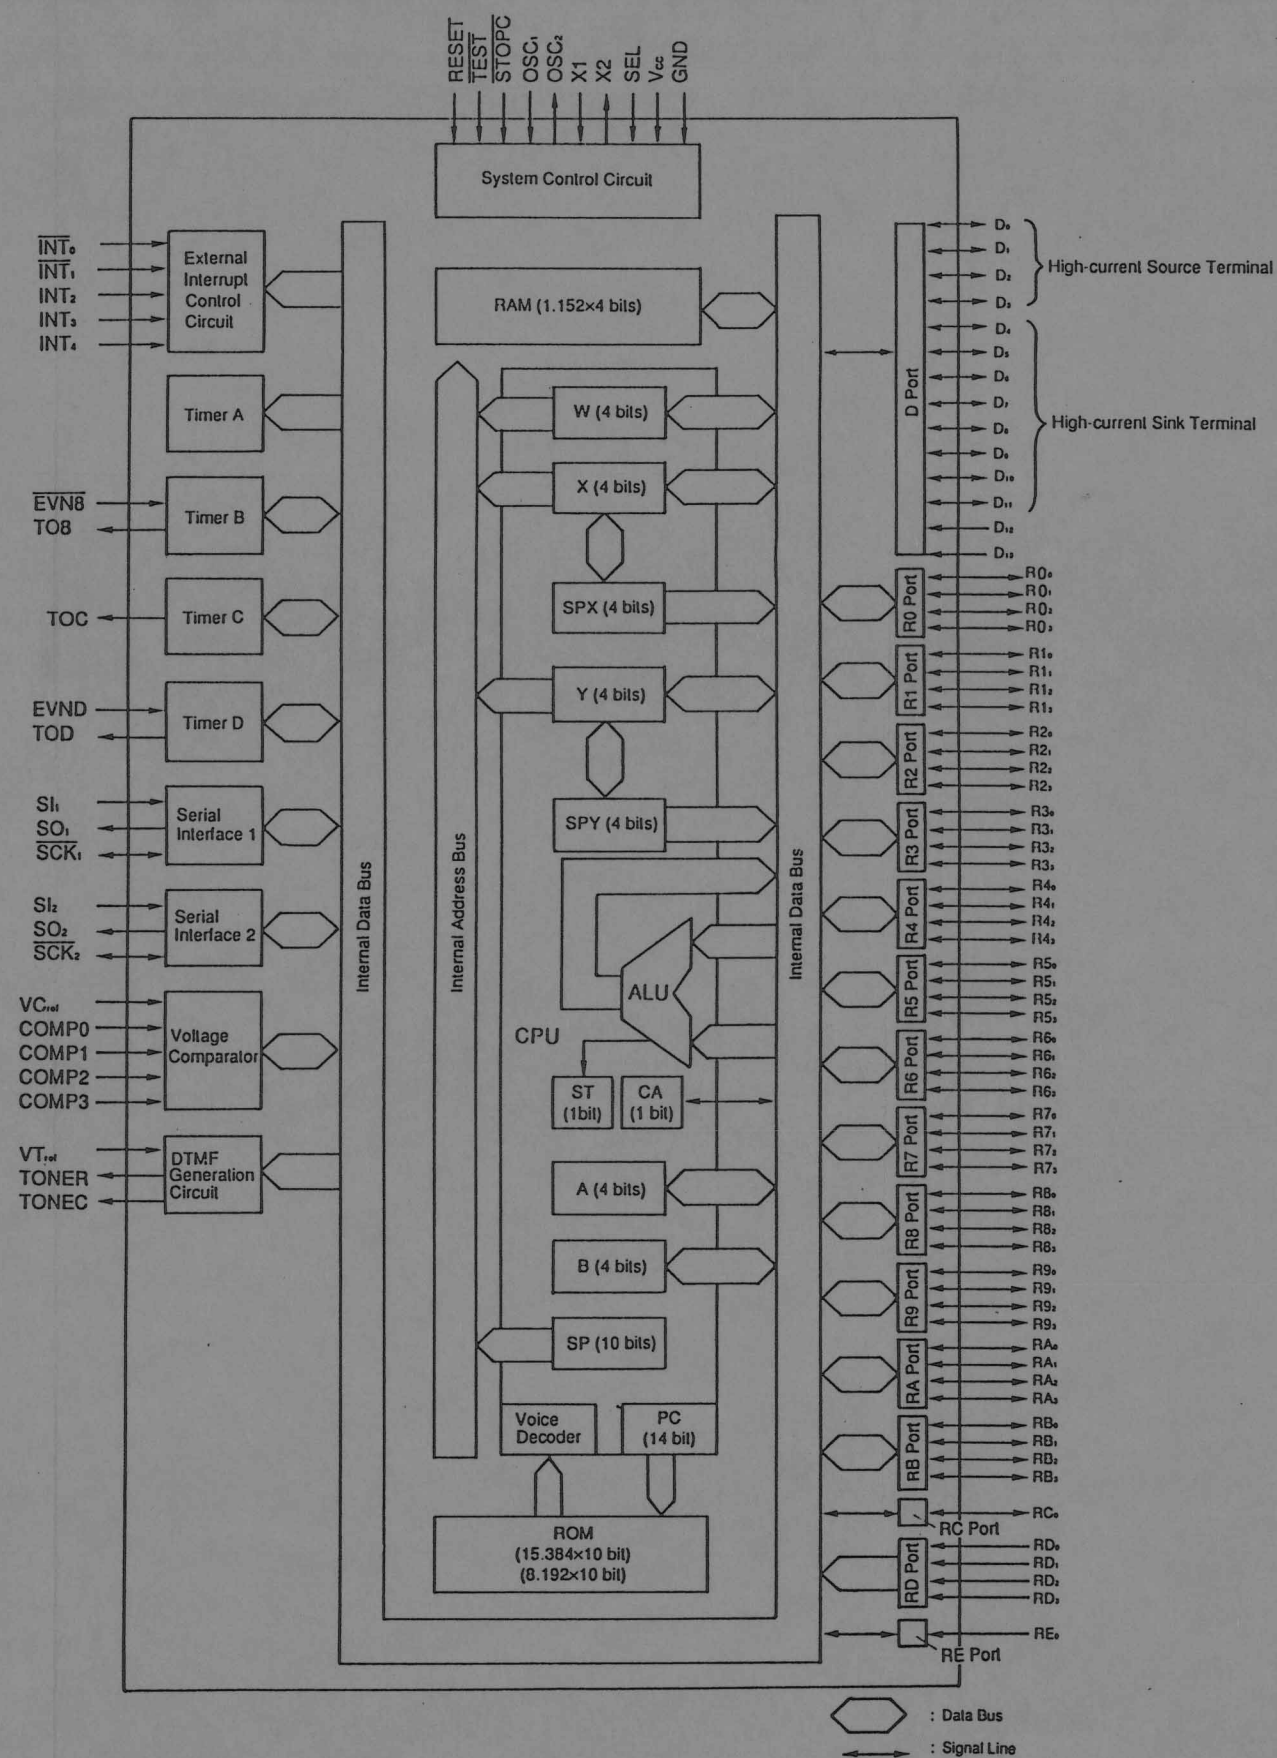 RESET
TEST
STOPC
OSC₁
OSC₂
X1
X2
SEL
Vcc
GND
System Control Circuit
INT₀
INT₁
INT₂
INT₃
INT₄
External
Interrupt
Control
Circuit
Timer A
EVN8
TO8
Timer B
TOC
Timer C
EVND
TOD
Timer D
SI₁
SO₁
SCK₁
Serial
Interface 1
SI₂
SO₂
SCK₂
Serial
Interface 2
VCref
COMP0
COMP1
COMP2
COMP3
Voltage
Comparator
VTref
TONER
TONEC
DTMF
Generation
Circuit
Internal Data Bus
Internal Address Bus
RAM (1.152×4 bits)
W (4 bits)
X (4 bits)
SPX (4 bits)
Y (4 bits)
SPY (4 bits)
ALU
CPU
ST
(1bit)
CA
(1 bit)
A (4 bits)
B (4 bits)
SP (10 bits)
Voice
Decoder
PC
(14 bit)
ROM
(15.384×10 bit)
(8.192×10 bit)
Internal Data Bus
D Port
D₀
D₁
D₂
D₃
High-current Source Terminal
D₄
D₅
D₆
D₇
D₈
D₉
D₁₀
D₁₁
High-current Sink Terminal
D₁₂
D₁₃
R0 Port
R0₀
R0₁
R0₂
R0₃
R1 Port
R1₀
R1₁
R1₂
R1₃
R2 Port
R2₀
R2₁
R2₂
R2₃
R3 Port
R3₀
R3₁
R3₂
R3₃
R4 Port
R4₀
R4₁
R4₂
R4₃
R5 Port
R5₀
R5₁
R5₂
R5₃
R6 Port
R6₀
R6₁
R6₂
R6₃
R7 Port
R7₀
R7₁
R7₂
R7₃
R8 Port
R8₀
R8₁
R8₂
R8₃
R9 Port
R9₀
R9₁
R9₂
R9₃
RA Port
RA₀
RA₁
RA₂
RA₃
RB Port
RB₀
RB₁
RB₂
RB₃
RC₀
RC Port
RD Port
RD₀
RD₁
RD₂
RD₃
RE₀
RE Port
: Data Bus
: Signal Line